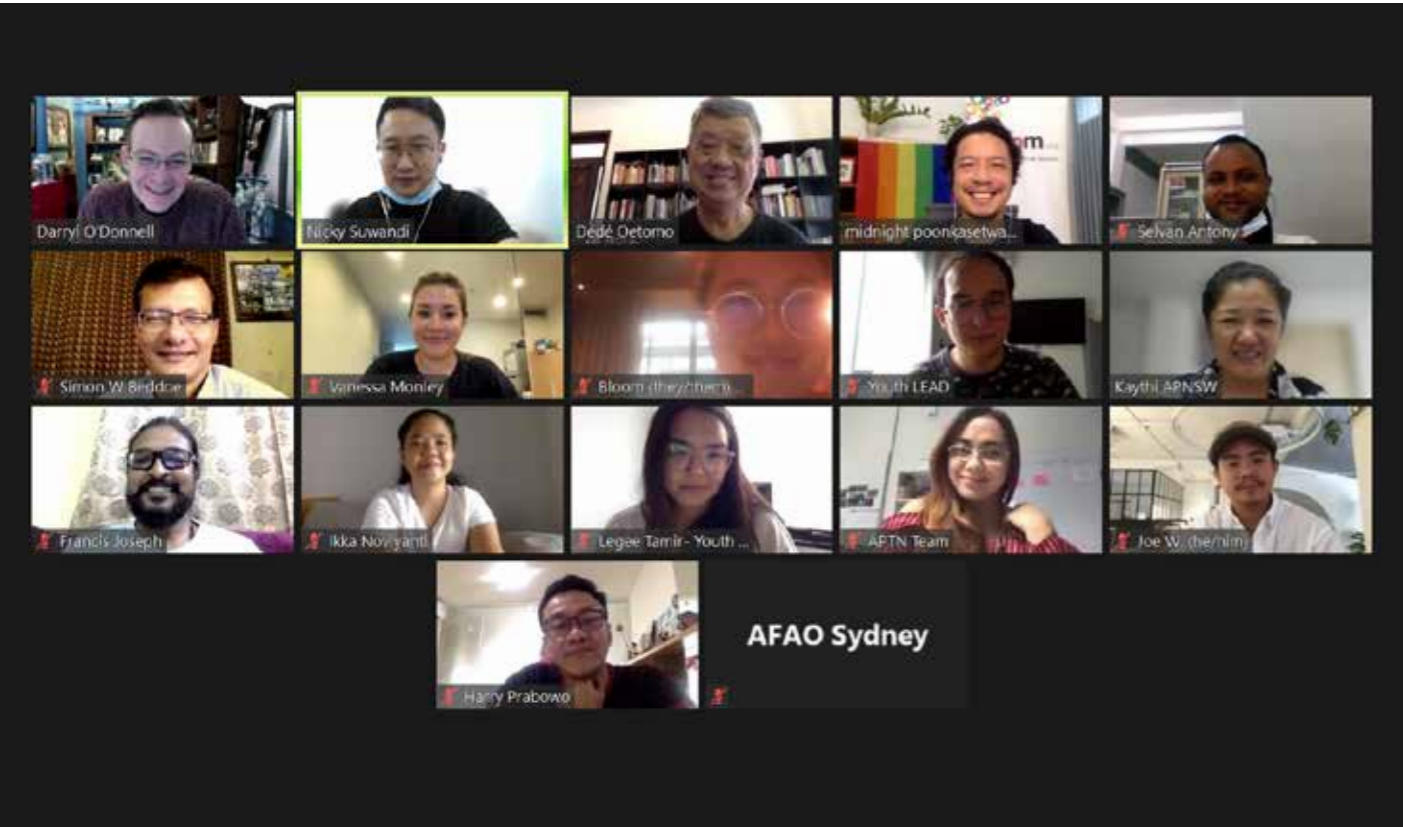 Darryl O'Donnell
Nicky Suwandi
Dédé Oetomo
midnight poonkasetwa...
Selvan Antony
Simon W Beddoe
Vanessa Monley
Bloom (they/them)...
Youth LEAD
Kaythi APNSW
Francis Joseph
Ikka Noviyanti
Legee Tamir- Youth ...
APTN Team
Joe W. (he/him)
Harry Prabowo
AFAO Sydney